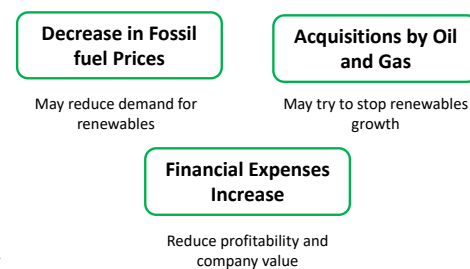 Decrease in Fossil
fuel Prices
May reduce demand for
renewables
Acquisitions by Oil
and Gas
May try to stop renewables
growth
Financial Expenses
Increase
Reduce profitability and
company value